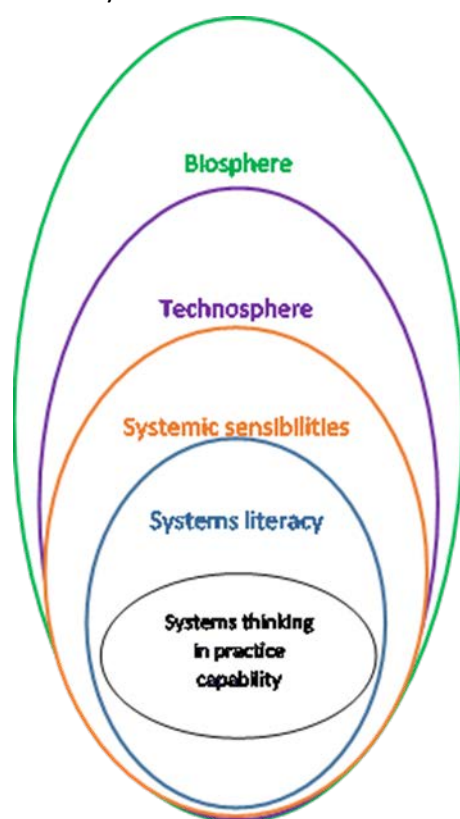 Biosphere
Technosphere
Systemic sensibilities
Systems literacy
Systems thinking
in practice
capability